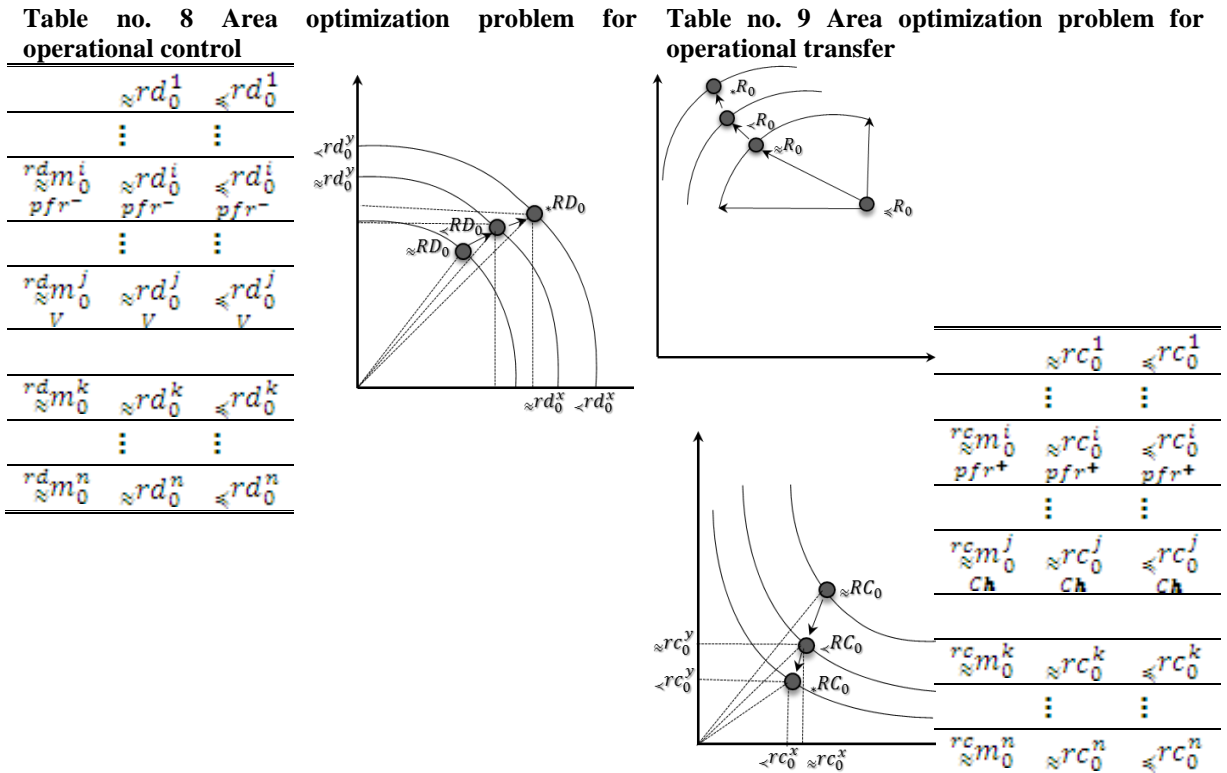 Table no. 8 Area optimization problem for
operational control
≈rd₀¹ ⩽rd₀¹
⋮ ⋮
rd≈m₀ⁱ ≈rd₀ⁱ ⩽rd₀ⁱ
pfr⁻ pfr⁻ pfr⁻
⋮ ⋮
rd≈m₀ʲ ≈rd₀ʲ ⩽rd₀ʲ
V V V
rd≈m₀ᵏ ≈rd₀ᵏ ⩽rd₀ᵏ
⋮ ⋮
rd≈m₀ⁿ ≈rd₀ⁿ ⩽rd₀ⁿ
≺rd₀ʸ
≈rd₀ʸ
*RD₀
≺RD₀
≈RD₀
≈rd₀ˣ ≺rd₀ˣ
Table no. 9 Area optimization problem for
operational transfer
*R₀
≺R₀
≈R₀
⩽R₀
≈RC₀
≺RC₀
*RC₀
≈rc₀ʸ
≺rc₀ʸ
≺rc₀ˣ ≈rc₀ˣ
≈rc₀¹ ⩽rc₀¹
⋮ ⋮
rc≈m₀ⁱ ≈rc₀ⁱ ⩽rc₀ⁱ
pfr⁺ pfr⁺ pfr⁺
⋮ ⋮
rc≈m₀ʲ ≈rc₀ʲ ⩽rc₀ʲ
Ch Ch Ch
rc≈m₀ᵏ ≈rc₀ᵏ ⩽rc₀ᵏ
⋮ ⋮
rc≈m₀ⁿ ≈rc₀ⁿ ⩽rc₀ⁿ